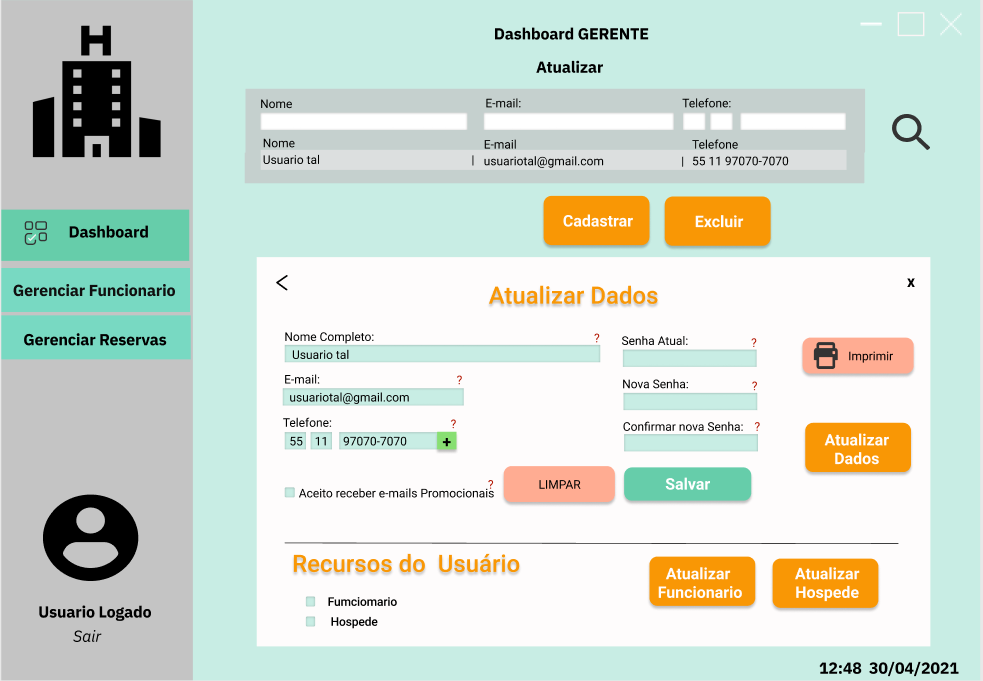 H
Dashboard GERENTE
Atualizar
Nome E-mail: Telefone:
Nome E-mail Telefone
Usuario tal | usuariotal@gmail.com | 55 11 97070-7070
Cadastrar Excluir
Dashboard
Gerenciar Funcionario
Gerenciar Reservas
Usuario Logado
Sair
< x
Atualizar Dados
Nome Completo: ?
Usuario tal
E-mail: ?
usuariotal@gmail.com
Telefone: ?
55 11 97070-7070 +
Senha Atual: ?
Nova Senha: ?
Confirmar nova Senha: ?
Imprimir
Atualizar
Dados
Aceito receber e-mails Promocionais ?
LIMPAR Salvar
Recursos do Usuário
Fumciomario
Hospede
Atualizar
Funcionario
Atualizar
Hospede
12:48 30/04/2021